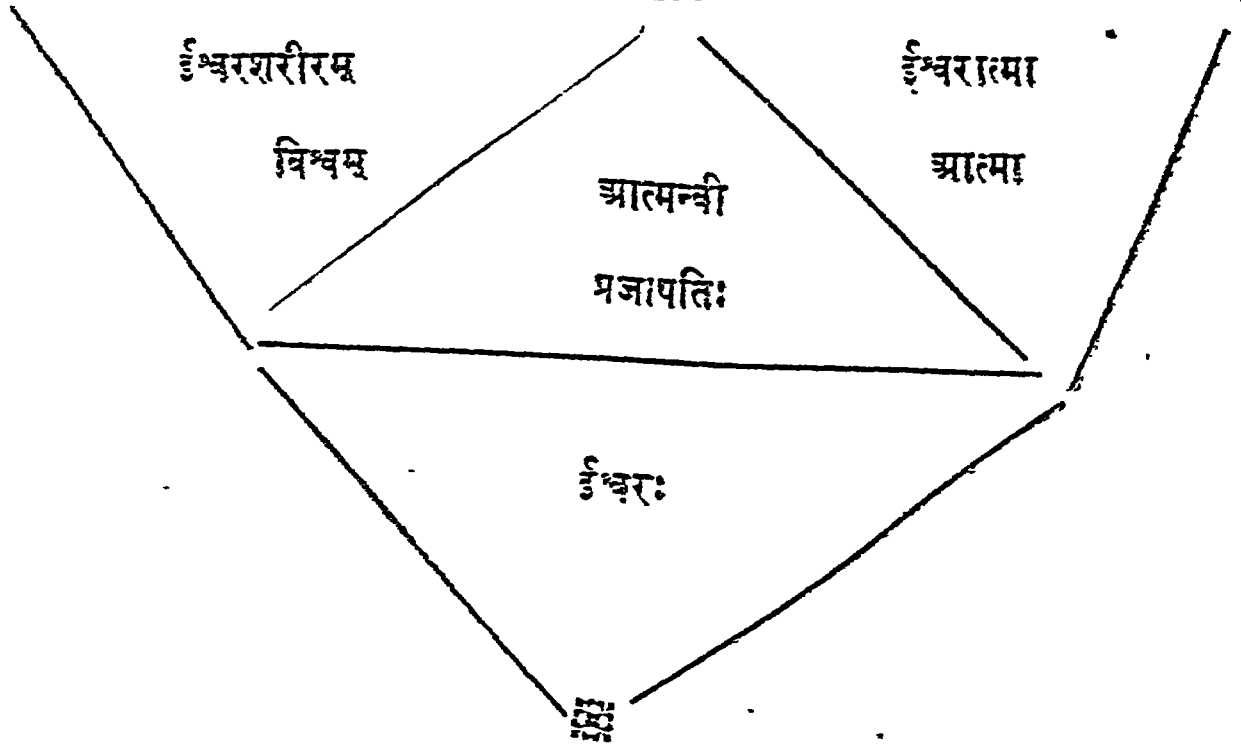 ईश्वरशरीरम्
विश्वम्
ईश्वरात्मा
आत्मा
आत्मन्वी
प्रजापतिः
ईश्वरः